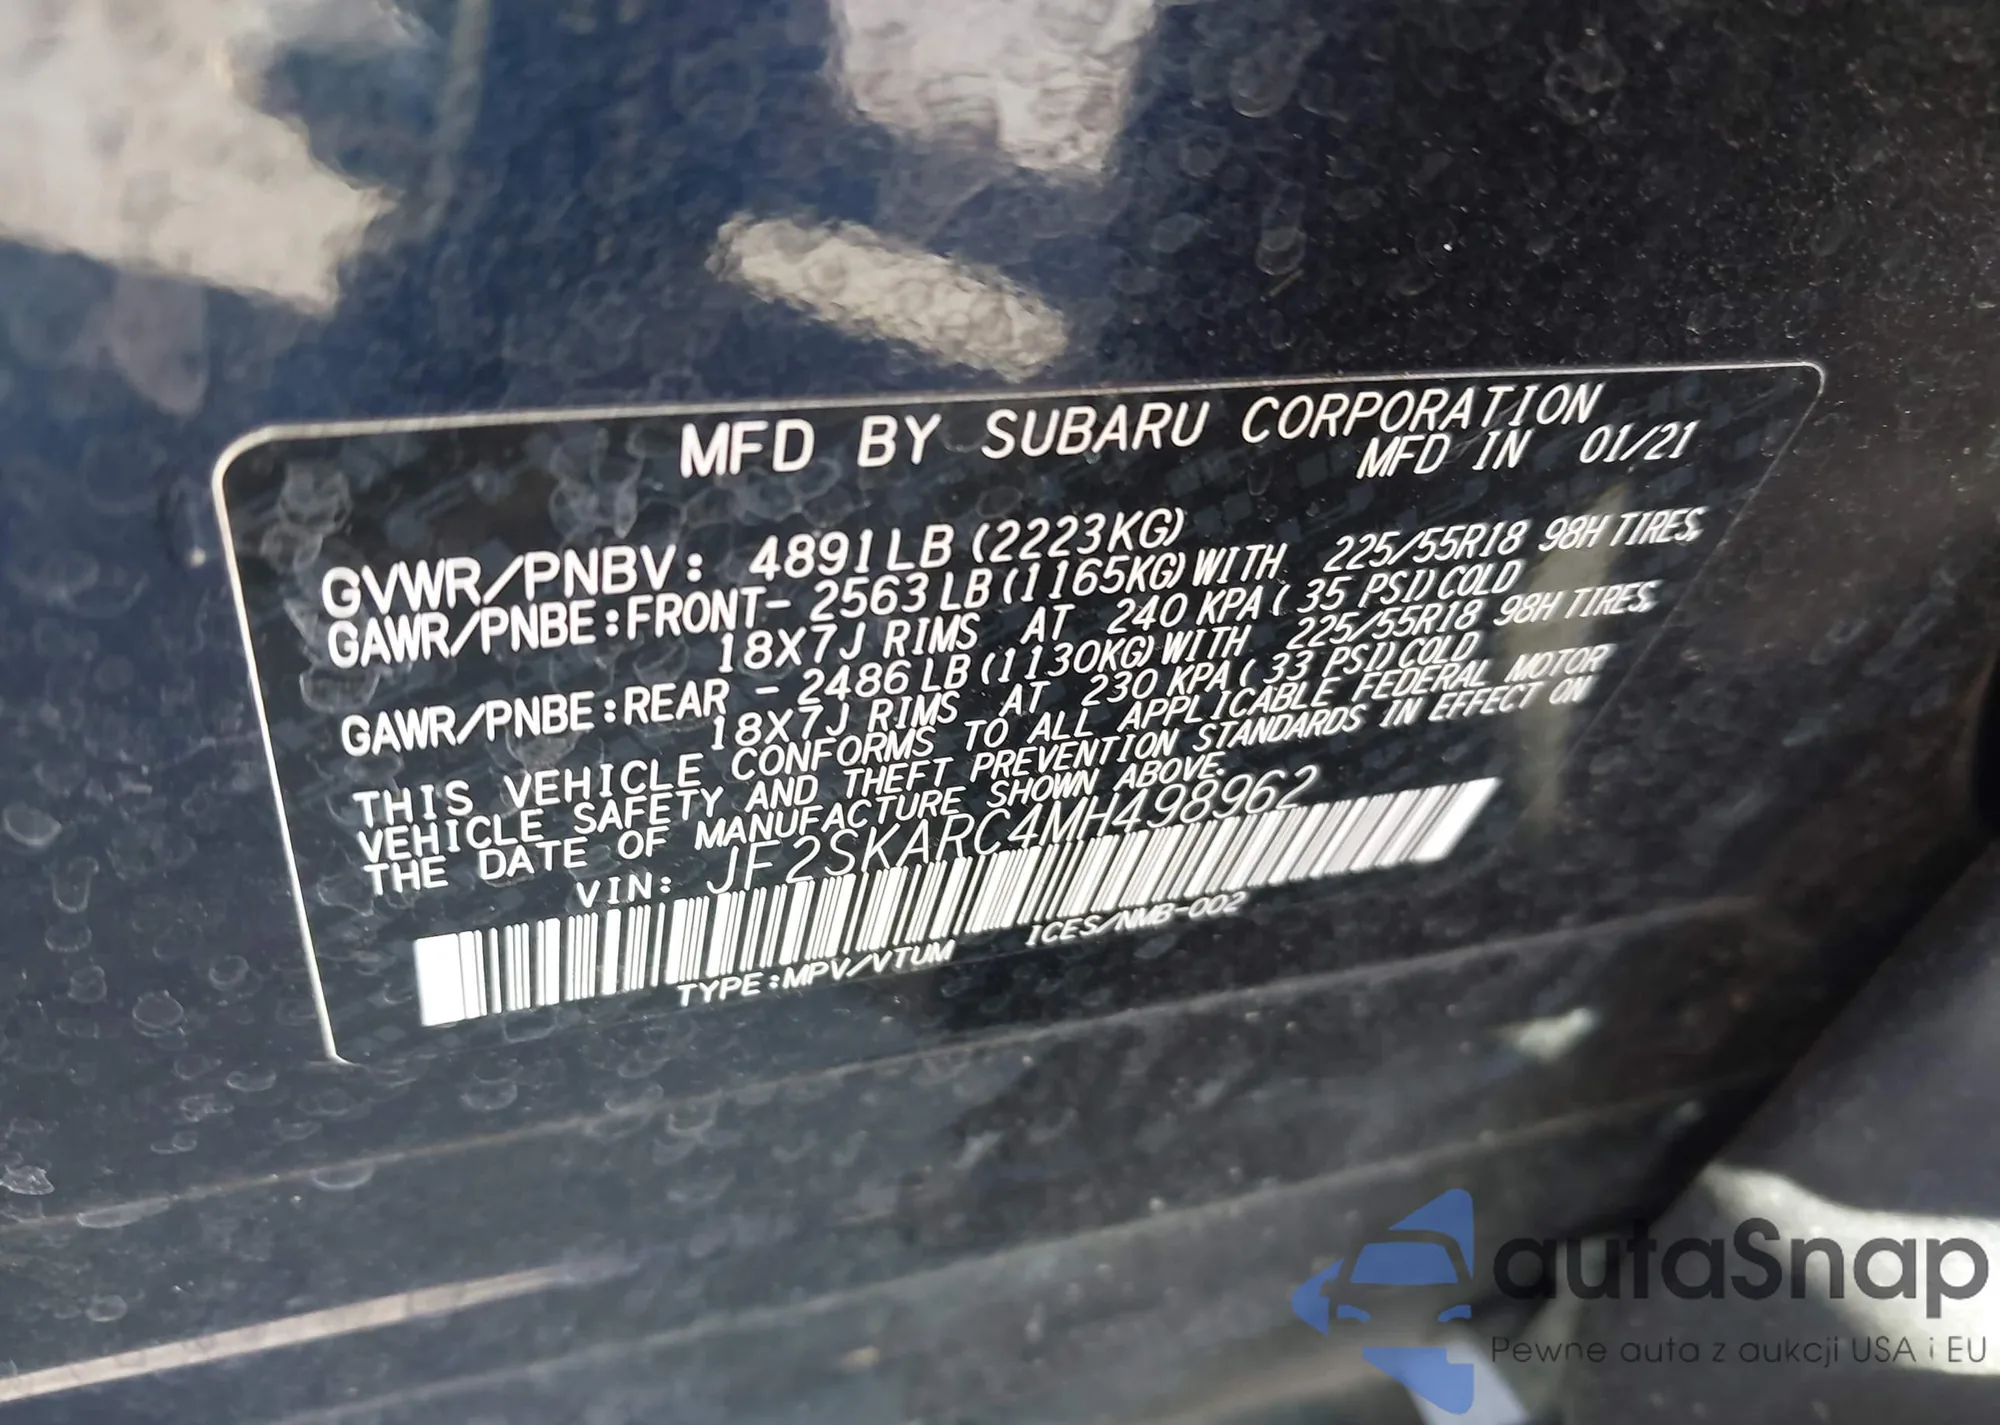 MFD BY SUBARU CORPORATION
MFD IN 01/21
GVWR/PNBV: 4891LB (2223KG)
GAWR/PNBE:FRONT- 2563LB(1165KG)WITH 225/55R18 98H TIRES,
18X7J RIMS AT 240 KPA( 35 PSI)COLD
GAWR/PNBE:REAR - 2486LB(1130KG)WITH 225/55R18 98H TIRES,
18X7J RIMS AT 230 KPA( 33 PSI)COLD
THIS VEHICLE CONFORMS TO ALL APPLICABLE FEDERAL MOTOR
VEHICLE SAFETY AND THEFT PREVENTION STANDARDS IN EFFECT ON
THE DATE OF MANUFACTURE SHOWN ABOVE.
VIN: JF2SKARC4MH498962
TYPE:MPV/VTUM ICES/NMB-002
autaSnap
Pewne auta z aukcji USA i EU